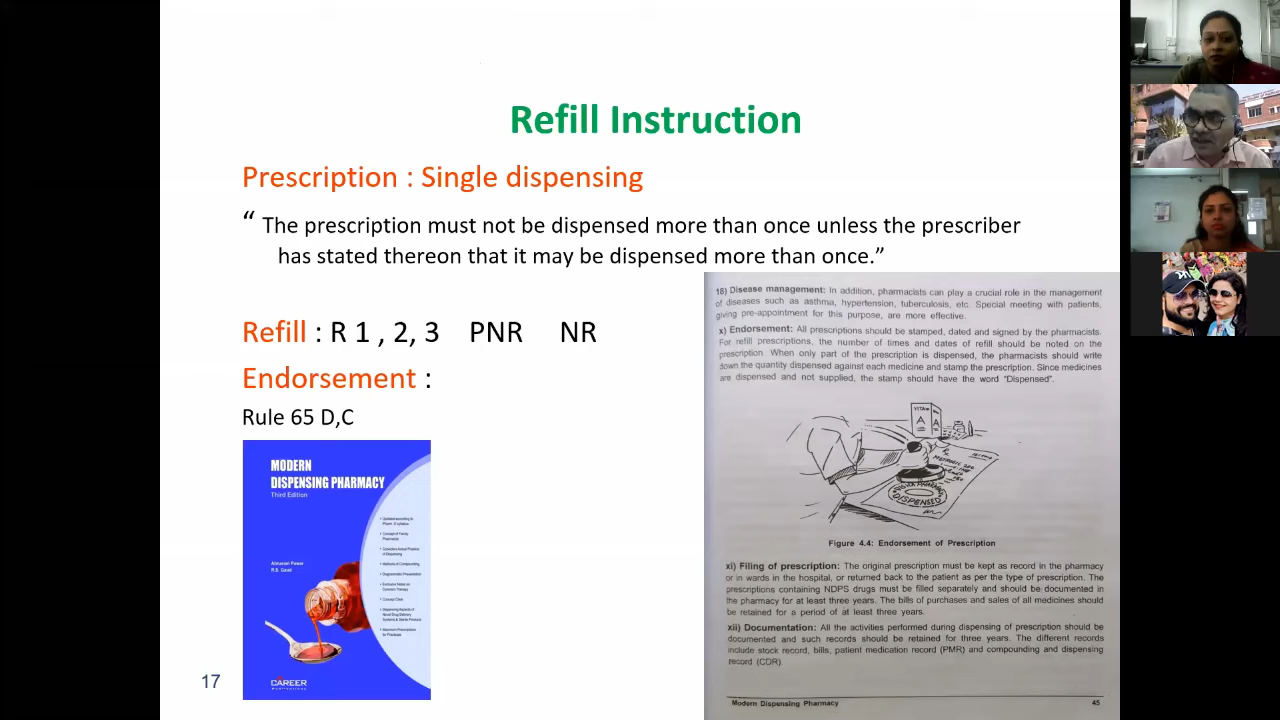 Refill Instruction
Prescription : Single dispensing
“ The prescription must not be dispensed more than once unless the prescriber
has stated thereon that it may be dispensed more than once.”
Refill : R 1 , 2, 3 PNR NR
Endorsement :
Rule 65 D,C
MODERN
DISPENSING PHARMACY
Third Edition
CAREER
17
18) Disease management: In addition, pharmacists can play a crucial role in the management
of diseases such as asthma, hypertension, tuberculosis, etc. Special meeting with patients,
giving pre-appointment for this purpose, are more effective.
x) Endorsement: All prescriptions should be stamped, dated and signed by the pharmacists.
For refill prescriptions, the number of times and dates of refill should be noted on the
prescription. When only part of the prescription is dispensed, the pharmacists should write
down the quantity dispensed against each medicine and stamp the prescription. Since medicines
are dispensed and not supplied, the stamp should have the word "Dispensed".
A A
DISPENSED
Figure 4.4: Endorsement of Prescription
xi) Filing of prescription: The original prescription must be kept as record in the pharmacy
or in wards in the hospital, or returned back to the patient as per the type of prescription. The
prescriptions containing NDPS drugs must be filled separately and should be documented in
the pharmacy for at least three years. The bills of purchases and sales of all medicines should
be retained for a period of at least three years.
xii) Documentation: All the activities performed during dispensing of prescription should be
documented and such records should be retained for three years. The different records
include stock record, bills, patient medication record (PMR) and compounding and dispensing
record (CDR).
Modern Dispensing Pharmacy 45